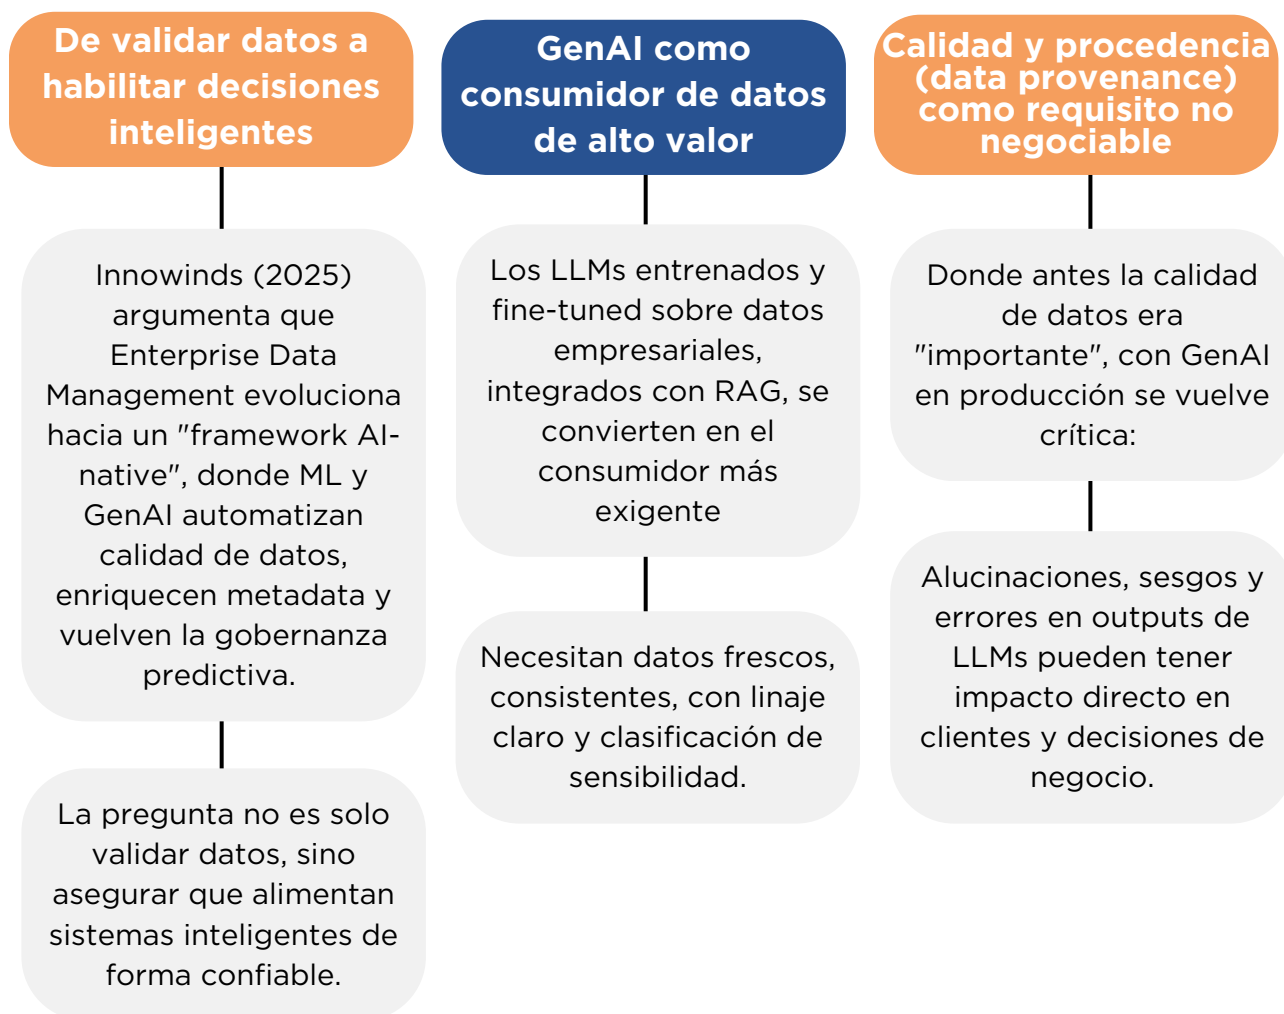 De validar datos a
habilitar decisiones
inteligentes
Innowinds (2025)
argumenta que
Enterprise Data
Management evoluciona
hacia un "framework AI-
native", donde ML y
GenAI automatizan
calidad de datos,
enriquecen metadata y
vuelven la gobernanza
predictiva.
La pregunta no es solo
validar datos, sino
asegurar que alimentan
sistemas inteligentes de
forma confiable.
GenAI como
consumidor de datos
de alto valor
Los LLMs entrenados y
fine-tuned sobre datos
empresariales,
integrados con RAG, se
convierten en el
consumidor más
exigente
Necesitan datos frescos,
consistentes, con linaje
claro y clasificación de
sensibilidad.
Calidad y procedencia
(data provenance)
como requisito no
negociable
Donde antes la calidad
de datos era
"importante", con GenAI
en producción se vuelve
crítica:
Alucinaciones, sesgos y
errores en outputs de
LLMs pueden tener
impacto directo en
clientes y decisiones de
negocio.